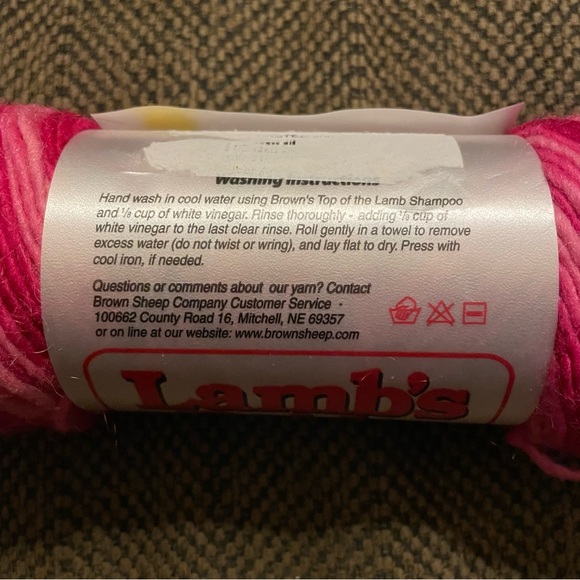 Washing Instructions
Hand wash in cool water using Brown's Top of the Lamb Shampoo
and ⅛ cup of white vinegar. Rinse thoroughly - adding ⅛ cup of
white vinegar to the last clear rinse. Roll gently in a towel to remove
excess water (do not twist or wring), and lay flat to dry. Press with
cool iron, if needed.
Questions or comments about our yarn? Contact
Brown Sheep Company Customer Service -
100662 County Road 16, Mitchell, NE 69357
or on line at our website: www.brownsheep.com
Lamb's